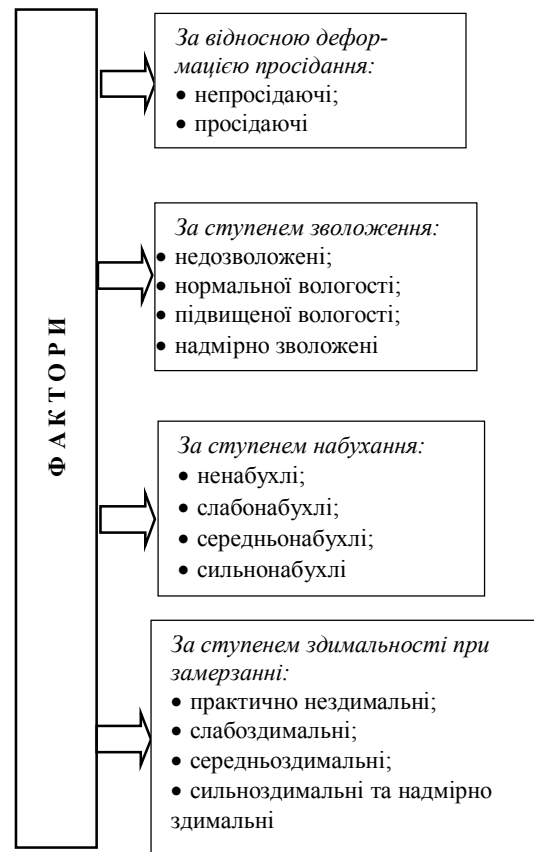 ФАКТОРИ
За відносною дефор-
мацією просідання:
• непросідаючі;
• просідаючі
За ступенем зволоження:
• недозволожені;
• нормальної вологості;
• підвищеної вологості;
• надмірно зволожені
За ступенем набухання:
• ненабухлі;
• слабонабухлі;
• середньонабухлі;
• сильнонабухлі
За ступенем здимальності при
замерзанні:
• практично нездимальні;
• слабоздимальні;
• середньоздимальні;
• сильноздимальні та надмірно
здимальні